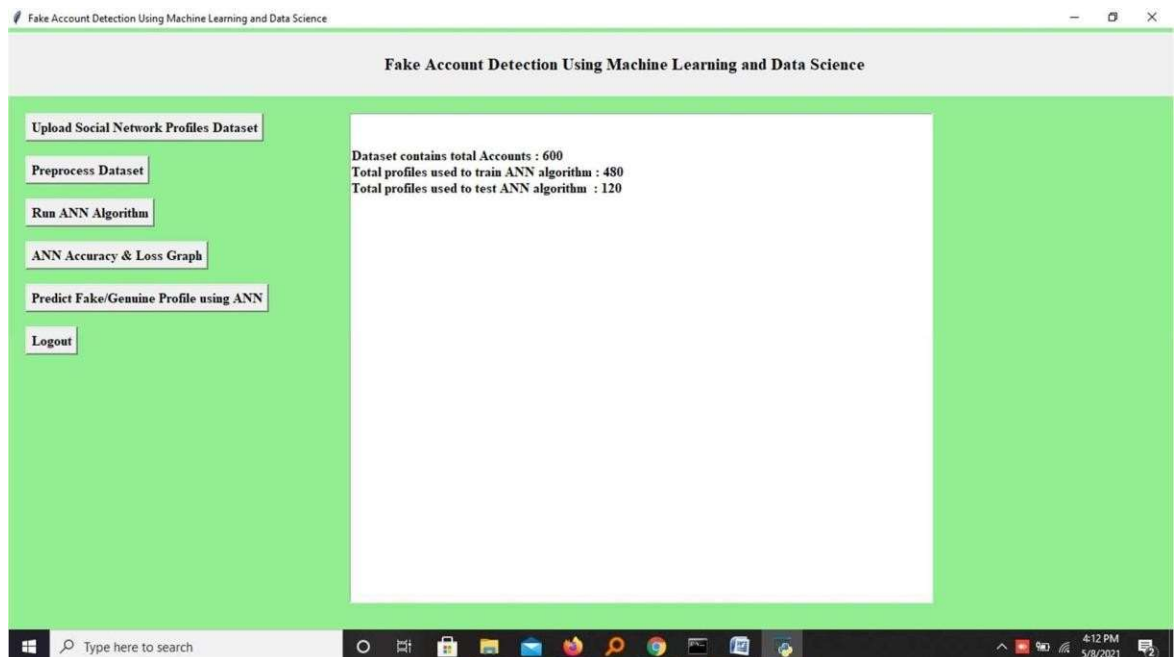 Fake Account Detection Using Machine Learning and Data Science
Fake Account Detection Using Machine Learning and Data Science
Upload Social Network Profiles Dataset
Preprocess Dataset
Run ANN Algorithm
ANN Accuracy & Loss Graph
Predict Fake/Genuine Profile using ANN
Logout
Dataset contains total Accounts : 600
Total profiles used to train ANN algorithm : 480
Total profiles used to test ANN algorithm : 120
Type here to search
4:12 PM
5/8/2021
2